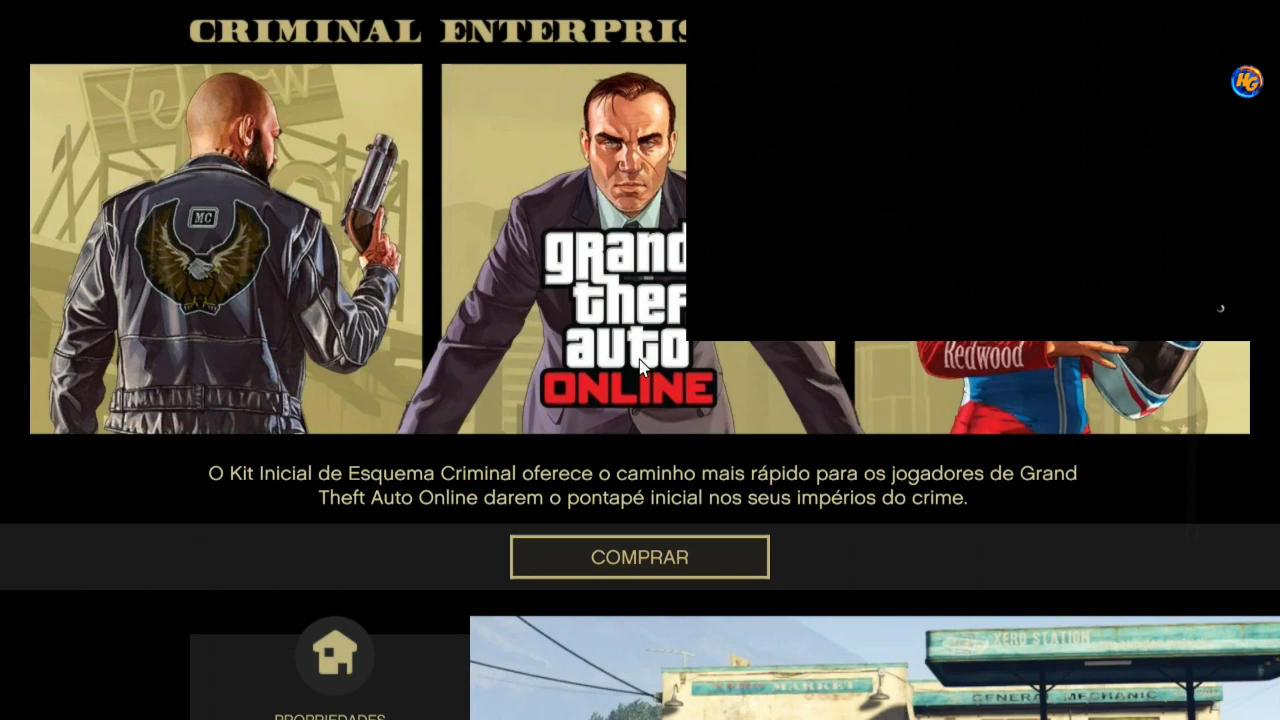 CRIMINAL ENTERPRIS
Yellow
MC
grand
thef
auto
ONLINE
Redwood
HG
O Kit Inicial de Esquema Criminal oferece o caminho mais rápido para os jogadores de Grand
Theft Auto Online darem o pontapé inicial nos seus impérios do crime.
COMPRAR
XERO STATION
XERO MARKET
GENERAL MECHANIC
PROPRIEDADES